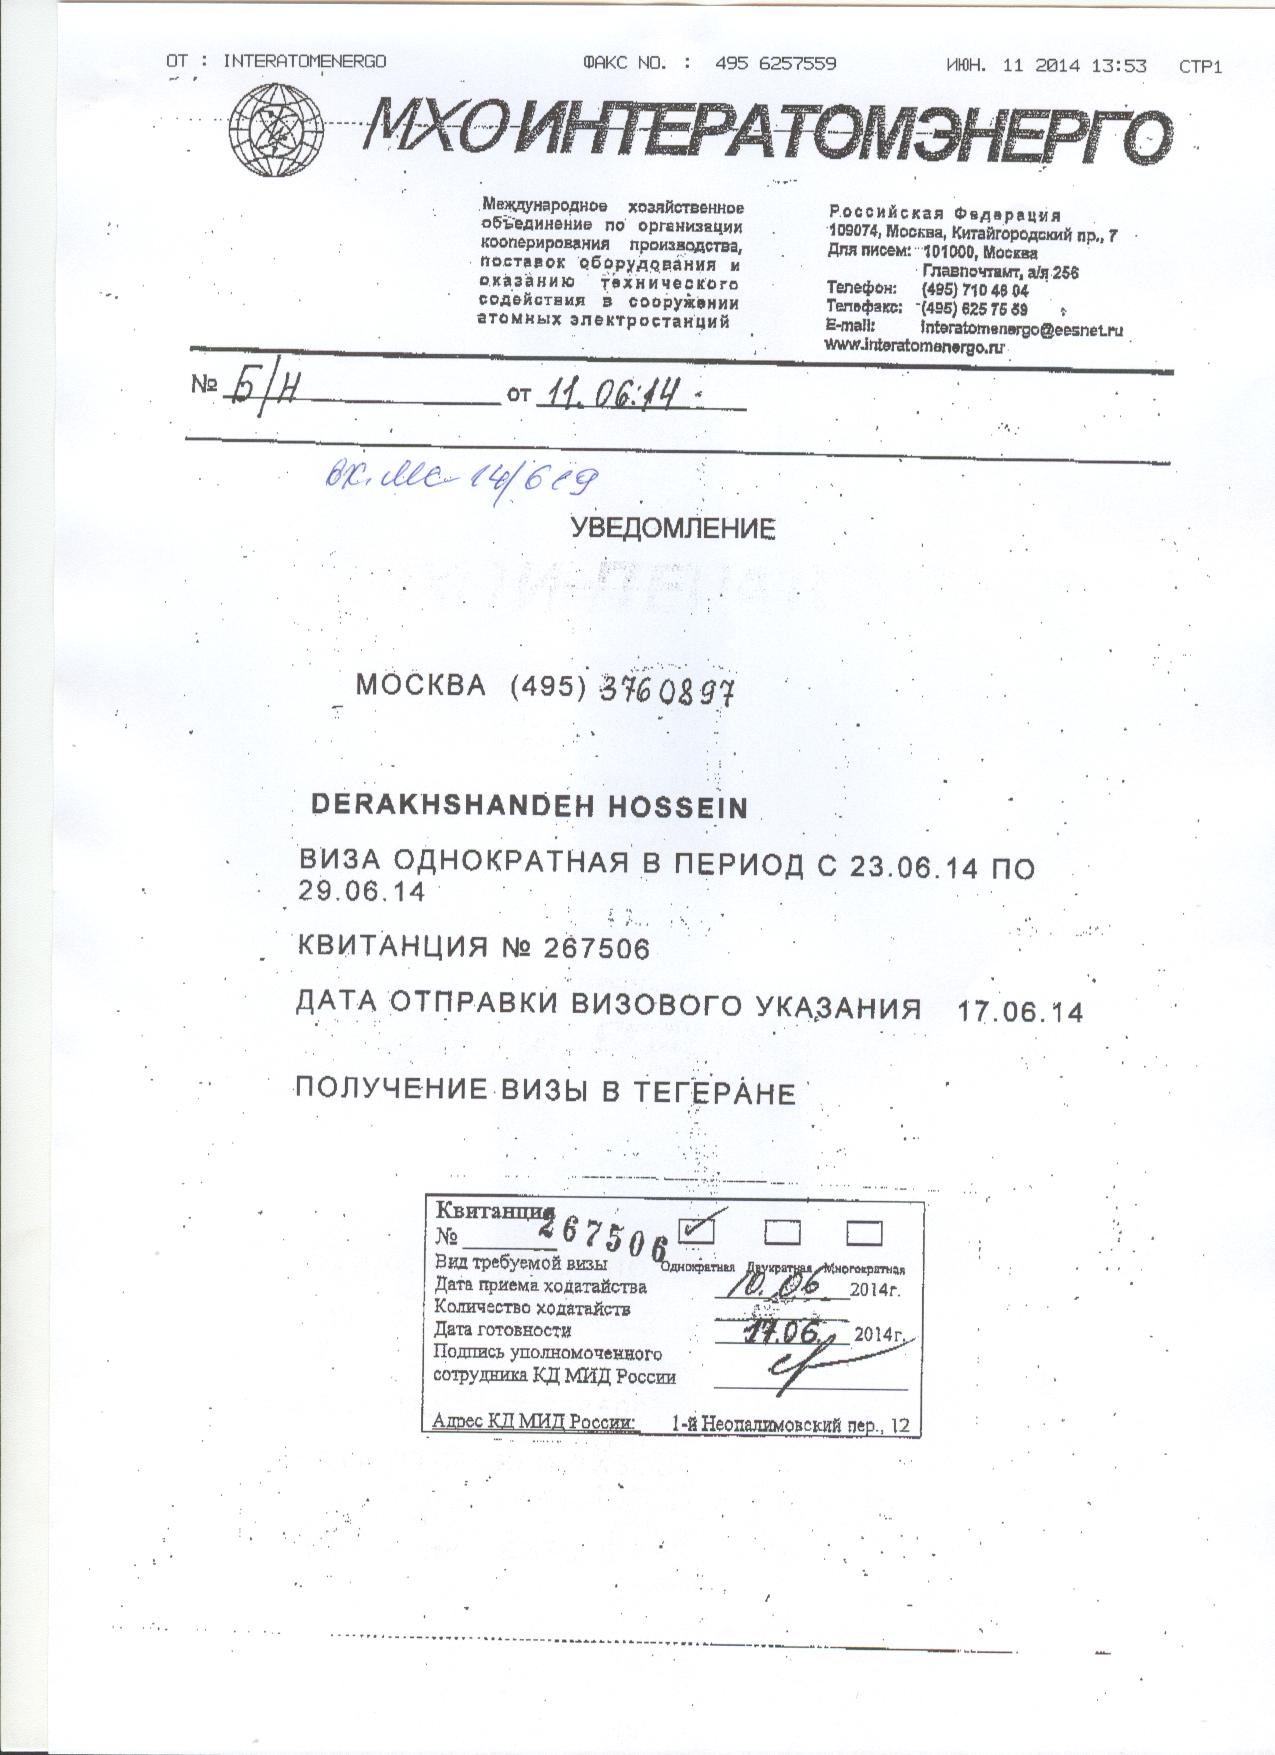 ОТ : INTERATOMENERGO ФАКС NO. : 495 6257559 ИЮН. 11 2014 13:53 СТР1
МХО ИНТЕРАТОМЭНЕРГО
Международное хозяйственное
объединение по организации
кооперирования производства,
поставок оборудования и
оказанию технического
содействия в сооружении
атомных электростанций
Российская Федерация
109074, Москва, Китайгородский пр., 7
Для писем: 101000, Москва
Главпочтамт, а/я 256
Телефон: (495) 710 46 04
Телефакс: (495) 625 75 59
E-mail: interatomenergo@eesnet.ru
www.interatomenergo.ru
№ Б/Н от 11.06.14
вх. МС-14/619
УВЕДОМЛЕНИЕ
МОСКВА (495) 3760897
DERAKHSHANDEH HOSSEIN
ВИЗА ОДНОКРАТНАЯ В ПЕРИОД С 23.06.14 ПО
29.06.14
КВИТАНЦИЯ № 267506
ДАТА ОТПРАВКИ ВИЗОВОГО УКАЗАНИЯ 17.06.14
ПОЛУЧЕНИЕ ВИЗЫ В ТЕГЕРАНЕ
Квитанция
№ 267506
Вид требуемой визы Однократная Двукратная Многократная
Дата приема ходатайства 10.06 2014г.
Количество ходатайств
Дата готовности 17.06. 2014г.
Подпись уполномоченного
сотрудника КД МИД России
Адрес КД МИД России: 1-й Неопалимовский пер., 12